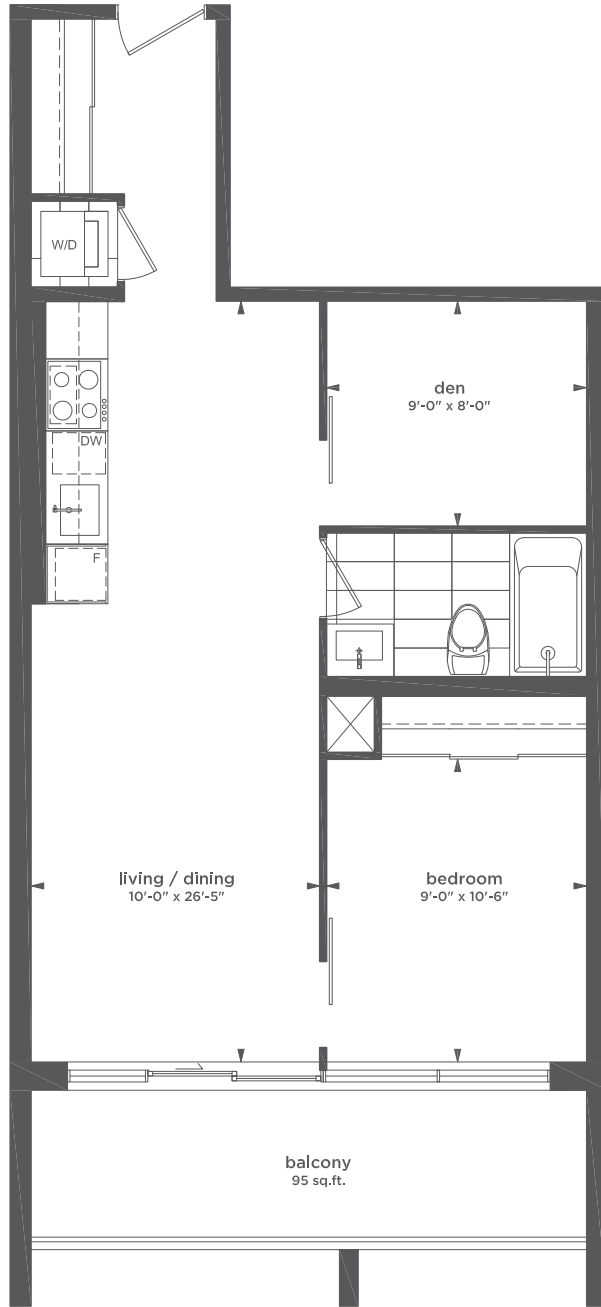 W/D
den
9'-0" x 8'-0"
DW
F
living / dining
10'-0" x 26'-5"
bedroom
9'-0" x 10'-6"
balcony
95 sq.ft.